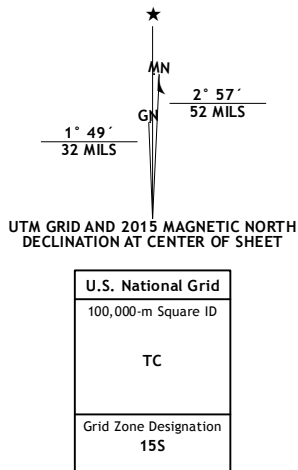 ★
MN
GN
2° 57´
52 MILS
1° 49´
32 MILS
UTM GRID AND 2015 MAGNETIC NORTH
DECLINATION AT CENTER OF SHEET
U.S. National Grid
100,000-m Square ID
TC
Grid Zone Designation
15S